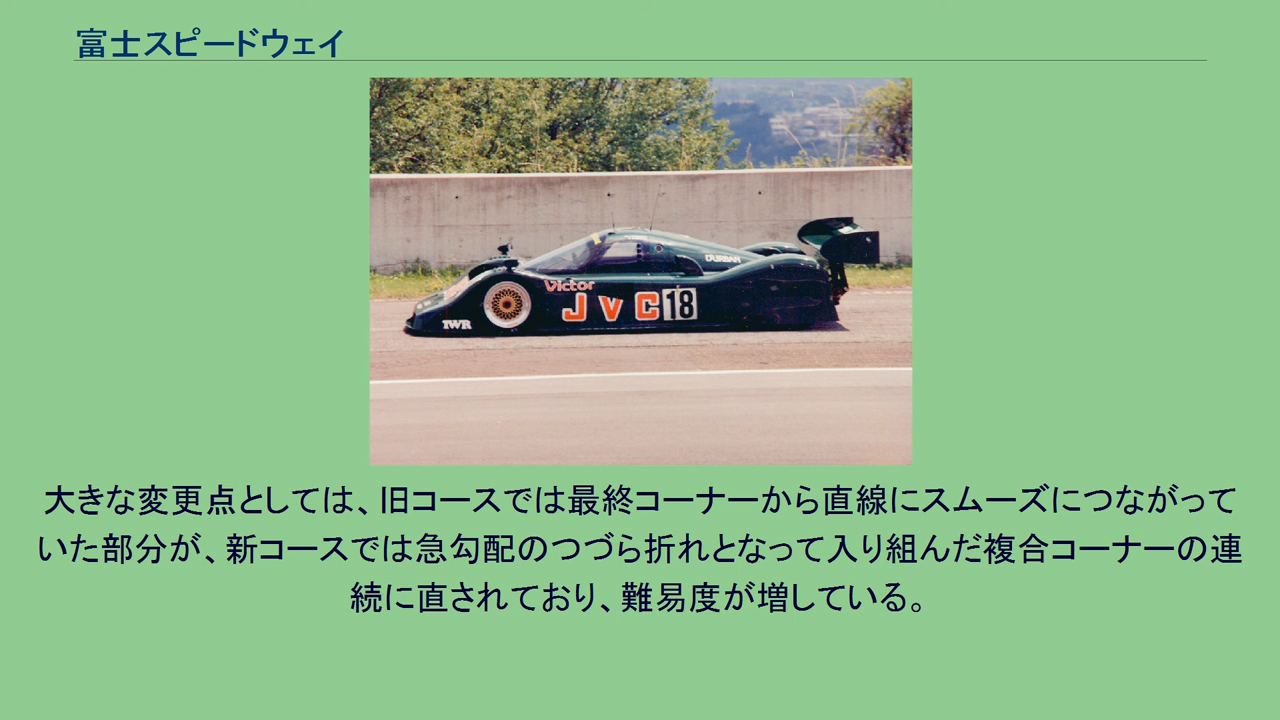 富士スピードウェイ
DURBAN
Victor
JVC 18
TWR
大きな変更点としては、旧コースでは最終コーナーから直線にスムーズにつながって
いた部分が、新コースでは急勾配のつづら折れとなって入り組んだ複合コーナーの連
続に直されており、難易度が増している。